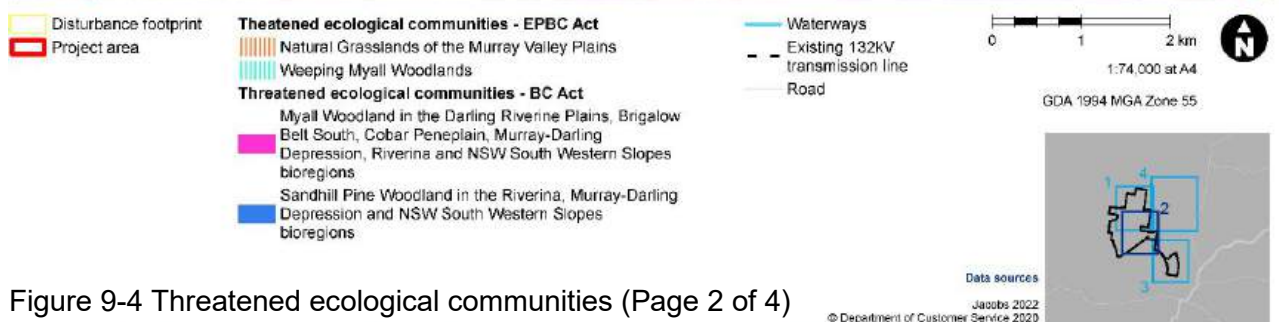 Disturbance footprint
Project area
Theatened ecological communities - EPBC Act
Natural Grasslands of the Murray Valley Plains
Weeping Myall Woodlands
Threatened ecological communities - BC Act
Myall Woodland in the Darling Riverine Plains, Brigalow
Belt South, Cobar Peneplain, Murray-Darling
Depression, Riverina and NSW South Western Slopes
bioregions
Sandhill Pine Woodland in the Riverina, Murray-Darling
Depression and NSW South Western Slopes
bioregions
Waterways
Existing 132kV
transmission line
Road
0 1 2 km
1:74,000 at A4
GDA 1994 MGA Zone 55
N
4
1
2
3
Data sources
Jacobs 2022
© Department of Customer Service 2020
Figure 9-4 Threatened ecological communities (Page 2 of 4)